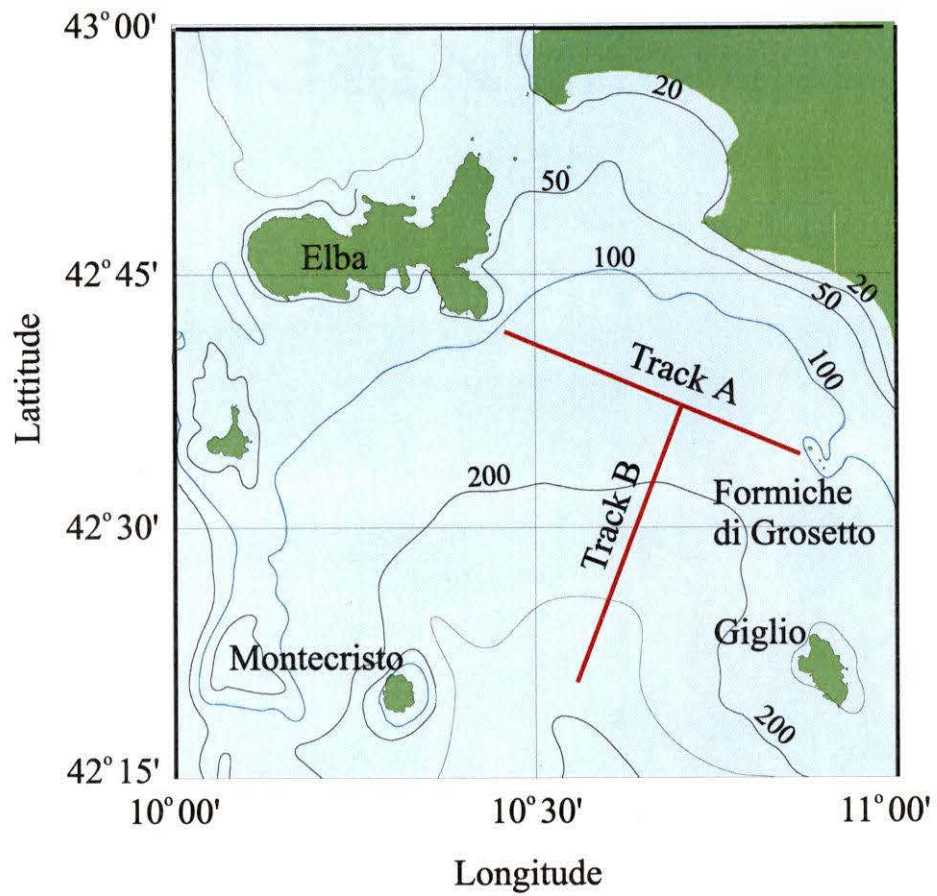 43° 00'
20
50
Elba
100
42° 45'
20
50
100
Track A
Lattitude
200
Track B
Formiche
di Grosetto
42° 30'
Giglio
Montecristo
200
42° 15'
10° 00'
10° 30'
11° 00'
Longitude